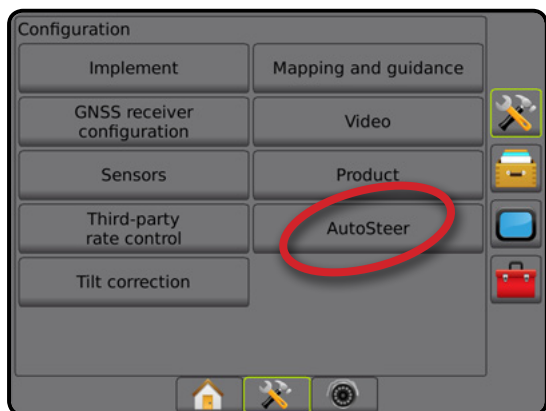 Configuration
Implement
Mapping and guidance
GNSS receiver
configuration
Video
Sensors
Product
Third-party
rate control
AutoSteer
Tilt correction